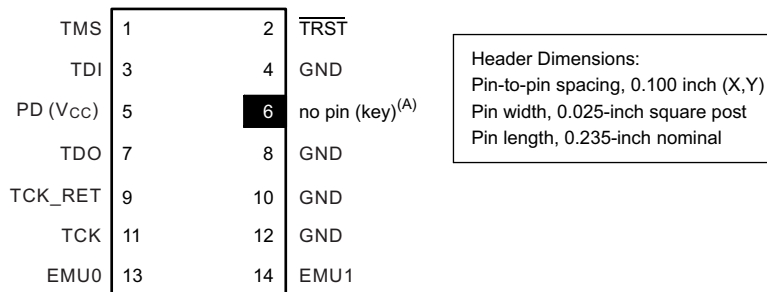 TMS 1 2 T̅R̅S̅T̅
TDI 3 4 GND
PD (VCC) 5 6 no pin (key)(A)
TDO 7 8 GND
TCK_RET 9 10 GND
TCK 11 12 GND
EMU0 13 14 EMU1
Header Dimensions:
Pin-to-pin spacing, 0.100 inch (X,Y)
Pin width, 0.025-inch square post
Pin length, 0.235-inch nominal